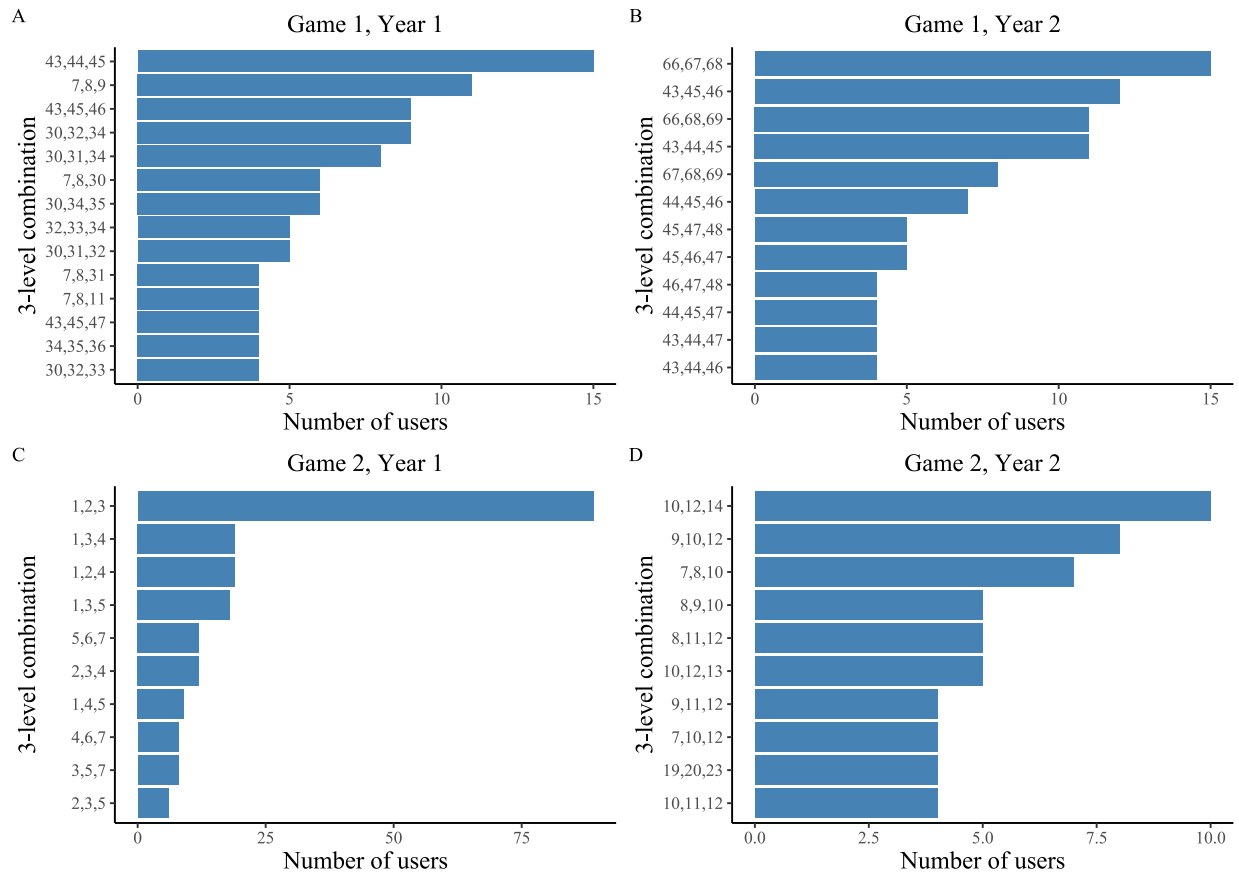 A
Game 1, Year 1
3-level combination
43,44,45
7,8,9
43,45,46
30,32,34
30,31,34
7,8,30
30,34,35
32,33,34
30,31,32
7,8,31
7,8,11
43,45,47
34,35,36
30,32,33
0 5 10 15
Number of users
B
Game 1, Year 2
3-level combination
66,67,68
43,45,46
66,68,69
43,44,45
67,68,69
44,45,46
45,47,48
45,46,47
46,47,48
44,45,47
43,44,47
43,44,46
0 5 10 15
Number of users
C
Game 2, Year 1
3-level combination
1,2,3
1,3,4
1,2,4
1,3,5
5,6,7
2,3,4
1,4,5
4,6,7
3,5,7
2,3,5
0 25 50 75
Number of users
D
Game 2, Year 2
3-level combination
10,12,14
9,10,12
7,8,10
8,9,10
8,11,12
10,12,13
9,11,12
7,10,12
19,20,23
10,11,12
0.0 2.5 5.0 7.5 10.0
Number of users